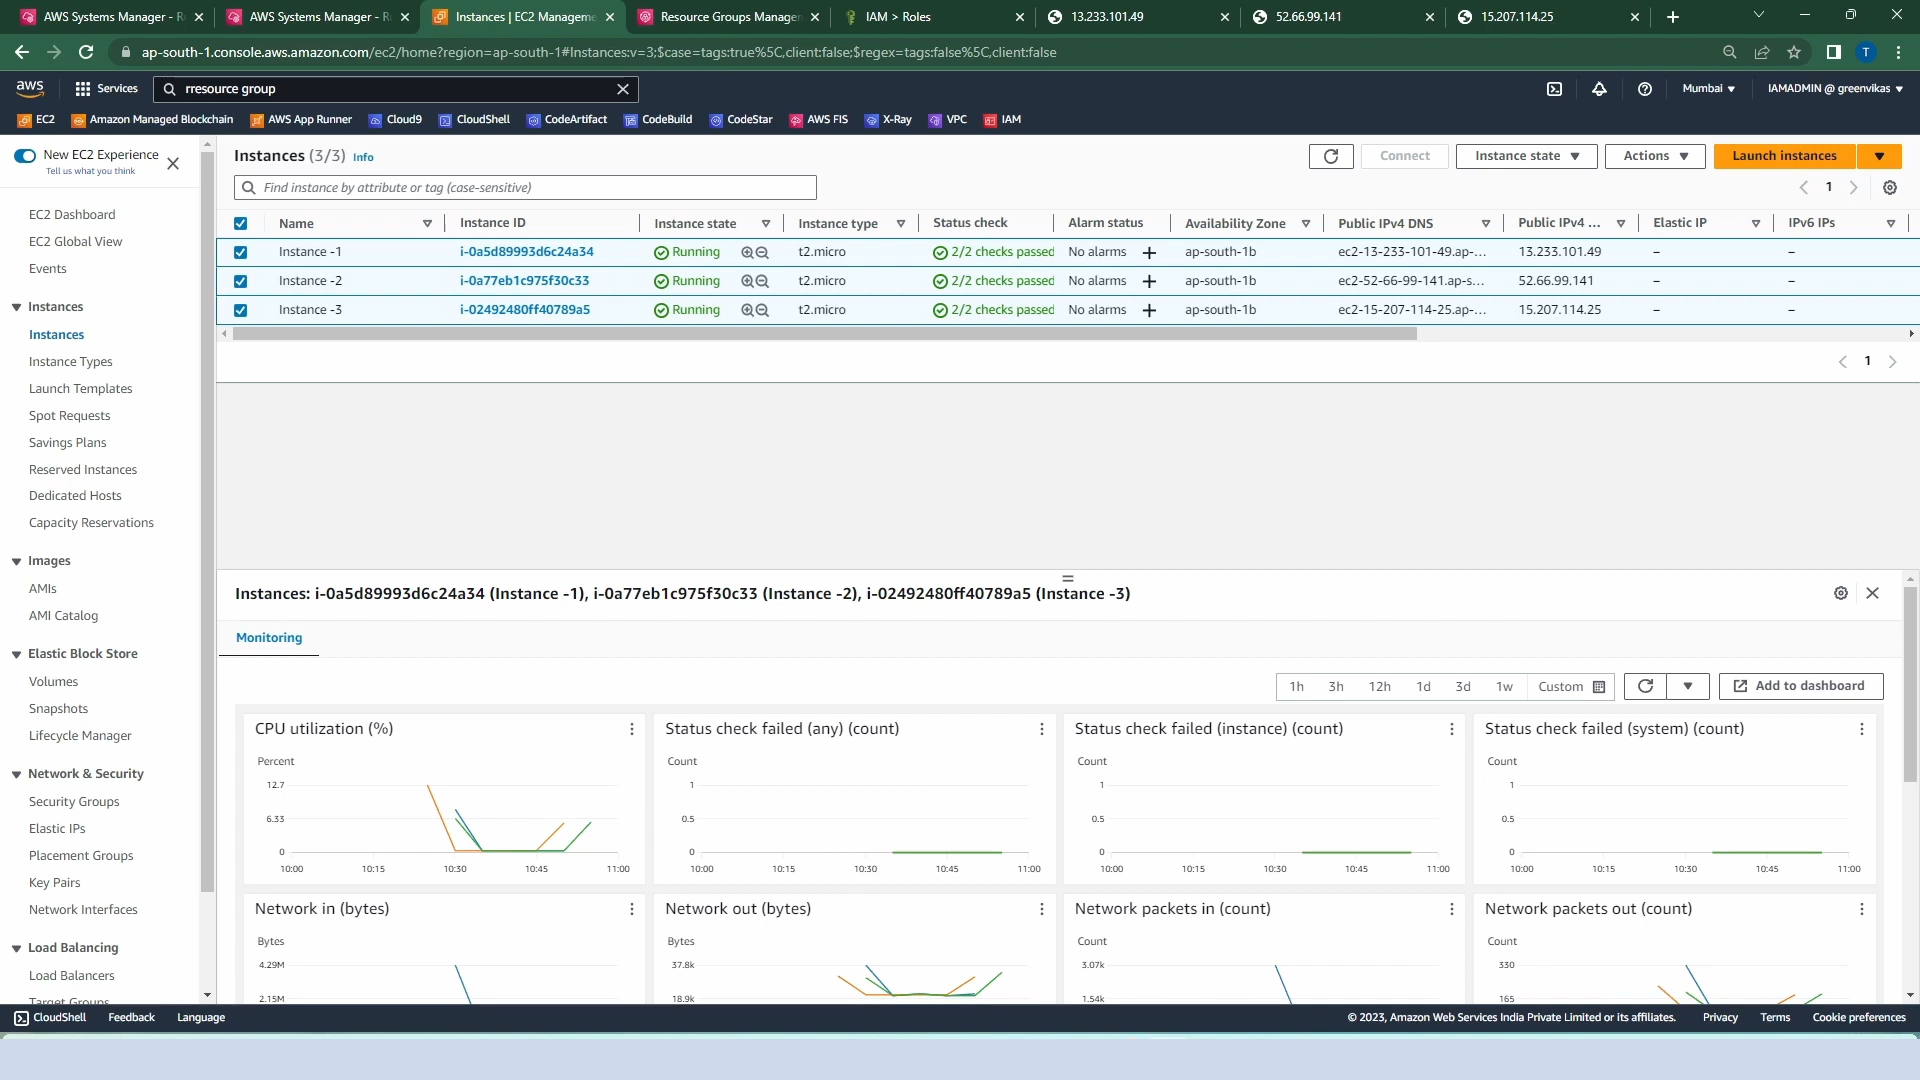 AWS Systems Manager - R
AWS Systems Manager - R
Instances | EC2 Manageme
Resource Groups Manager
IAM > Roles
13.233.101.49
52.66.99.141
15.207.114.25
ap-south-1.console.aws.amazon.com/ec2/home?region=ap-south-1#Instances:v=3;$case=tags:true%5C,client:false;$regex=tags:false%5C,client:false
T
aws
Services
rresource group
Mumbai
IAMADMIN @ greenvikas
EC2
Amazon Managed Blockchain
AWS App Runner
Cloud9
CloudShell
CodeArtifact
CodeBuild
CodeStar
AWS FIS
X-Ray
VPC
IAM
New EC2 Experience
Tell us what you think
EC2 Dashboard
EC2 Global View
Events
Instances
Instances
Instance Types
Launch Templates
Spot Requests
Savings Plans
Reserved Instances
Dedicated Hosts
Capacity Reservations
Images
AMIs
AMI Catalog
Elastic Block Store
Volumes
Snapshots
Lifecycle Manager
Network & Security
Security Groups
Elastic IPs
Placement Groups
Key Pairs
Network Interfaces
Load Balancing
Load Balancers
Target Groups
Instances (3/3) Info
Connect
Instance state
Actions
Launch instances
Find instance by attribute or tag (case-sensitive)
1
Name Instance ID Instance state Instance type Status check Alarm status Availability Zone Public IPv4 DNS Public IPv4 ... Elastic IP IPv6 IPs
Instance -1 i-0a5d89993d6c24a34 Running t2.micro 2/2 checks passed No alarms + ap-south-1b ec2-13-233-101-49.ap-... 13.233.101.49 – –
Instance -2 i-0a77eb1c975f30c33 Running t2.micro 2/2 checks passed No alarms + ap-south-1b ec2-52-66-99-141.ap-s... 52.66.99.141 – –
Instance -3 i-02492480ff40789a5 Running t2.micro 2/2 checks passed No alarms + ap-south-1b ec2-15-207-114-25.ap-... 15.207.114.25 – –
1
Instances: i-0a5d89993d6c24a34 (Instance -1), i-0a77eb1c975f30c33 (Instance -2), i-02492480ff40789a5 (Instance -3)
Monitoring
1h 3h 12h 1d 3d 1w Custom
Add to dashboard
CPU utilization (%)
Percent
12.7
6.33
0
10:00 10:15 10:30 10:45 11:00
Status check failed (any) (count)
Count
1
0.5
0
10:00 10:15 10:30 10:45 11:00
Status check failed (instance) (count)
Count
1
0.5
0
10:00 10:15 10:30 10:45 11:00
Status check failed (system) (count)
Count
1
0.5
0
10:00 10:15 10:30 10:45 11:00
Network in (bytes)
Bytes
4.29M
2.15M
Network out (bytes)
Bytes
37.8k
18.9k
Network packets in (count)
Count
3.07k
1.54k
Network packets out (count)
Count
330
165
CloudShell
Feedback
Language
© 2023, Amazon Web Services India Private Limited or its affiliates.
Privacy
Terms
Cookie preferences